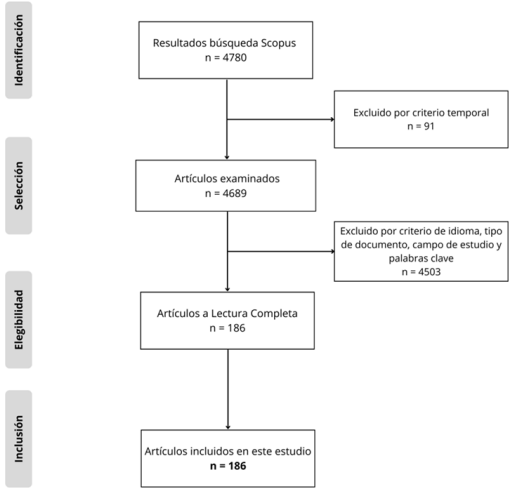 Identificación
Resultados búsqueda Scopus
n = 4780
Excluido por criterio temporal
n = 91
Selección
Artículos examinados
n = 4689
Excluido por criterio de idioma, tipo
de documento, campo de estudio y
palabras clave
n = 4503
Elegibilidad
Artículos a Lectura Completa
n = 186
Inclusión
Artículos incluidos en este estudio
n = 186